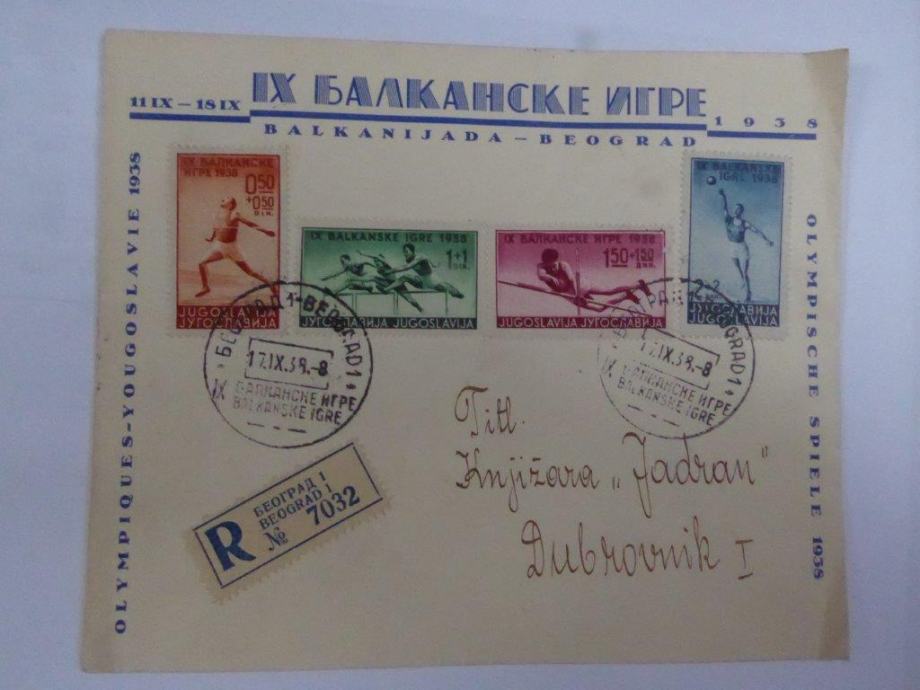 IX БАЛКАНСКЕ ИГРЕ
11 IX – 18 IX
1938
BALKANIJADA – BEOGRAD
OLYMPIQUES-YOUGOSLAVIE 1938
OLYMPISCHE SPIELE 1938
IX БАЛКАНСКЕ
ИГРЕ 1938
0.50
+0.50
DIN.
JUGOSLAVIJA
ЈУГОСЛАВИЈА
IX BALKANSKE IGRE 1938
1+1
DIN.
ЈУГОСЛАВИЈА JUGOSLAVIJA
IX БАЛКАНСКЕ ИГРЕ 1938
1.50+1.50
ДИН.
JUGOSLAVIJA ЈУГОСЛАВИЈА
IX BALKANSKE
IGRE 1938
ЈУГОСЛАВИЈА
JUGOSLAVIJA
БЕОГРАД 1-BEOGRAD 1
17.IX.38.-8
IX БАЛКАНСКЕ ИГРЕ
BALKANSKE IGRE
BEOGRAD 1
17.IX.38.-8
IX БАЛКАНСКЕ ИГРЕ
BALKANSKE IGRE
Titl.
Knjižara „Jadran"
Dubrovnik I
R
БЕОГРАД 1
BEOGRAD 1
№ 7032